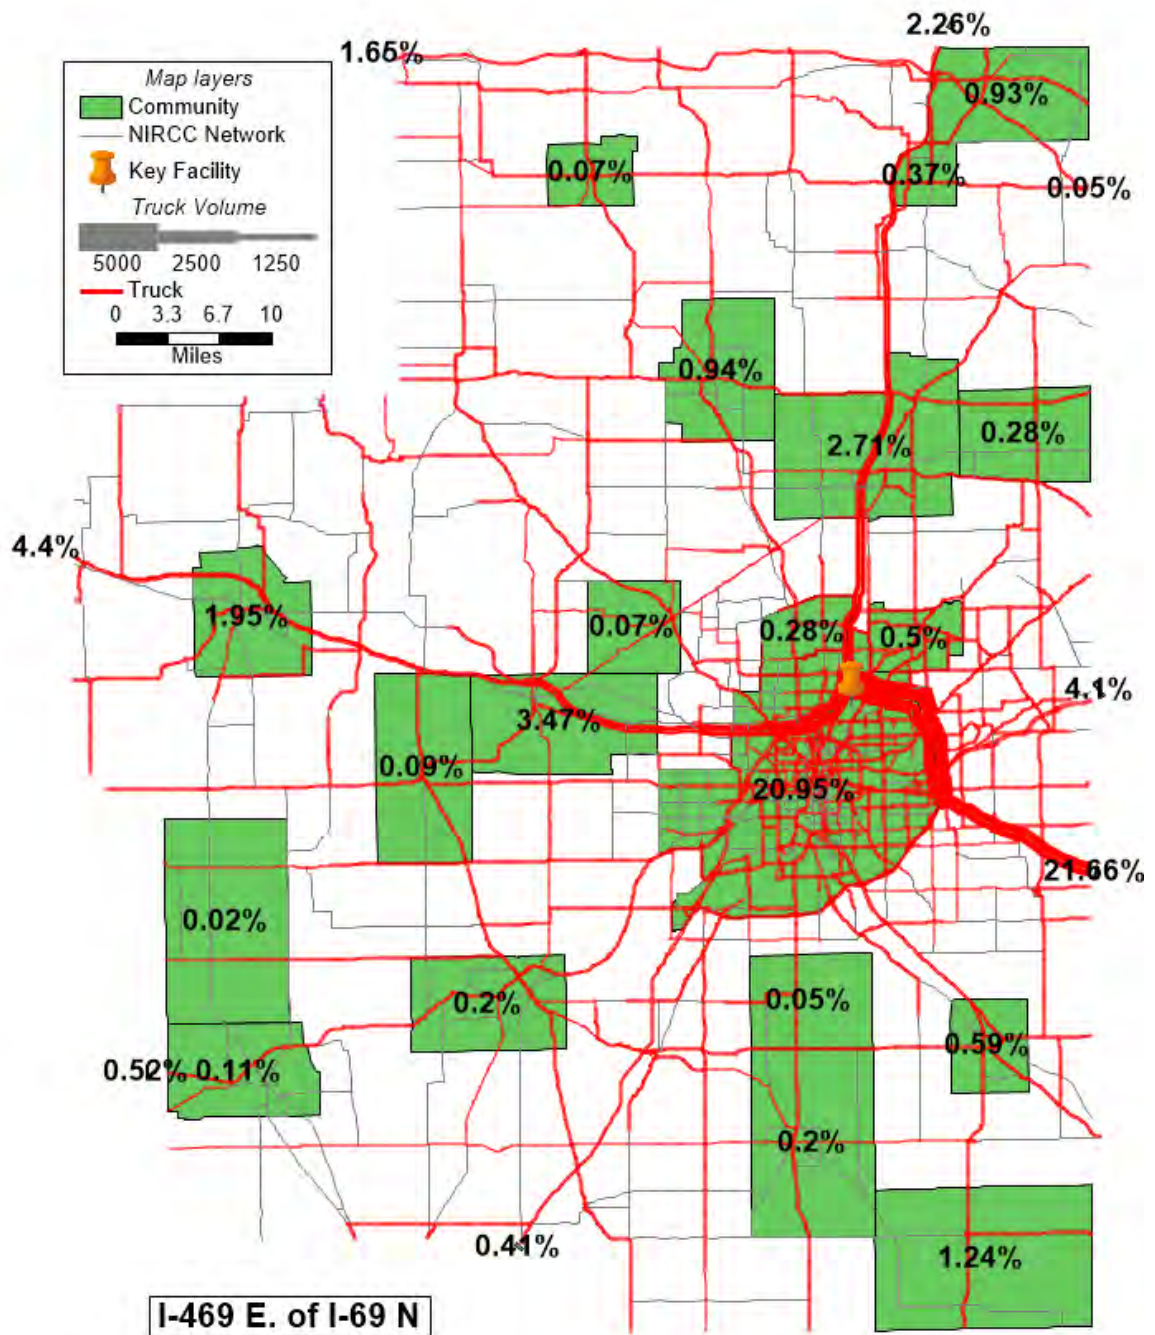 2.26%
1.65%
Map layers
Community
NIRCC Network
Key Facility
Truck Volume
5000 2500 1250
Truck
0 3.3 6.7 10
Miles
0.93%
0.07%
0.37%
0.05%
0.94%
2.71%
0.28%
4.4%
1.95%
0.07%
0.28%
0.5%
4.1%
3.47%
0.09%
20.95%
21.66%
0.02%
0.2%
0.05%
0.59%
0.52% 0.11%
0.2%
0.41%
1.24%
I-469 E. of I-69 N